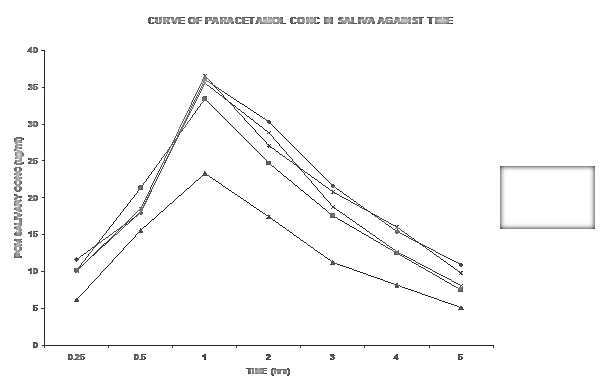 CURVE OF PARACETAMOL CONC IN SALIVA AGAINST TIME
40
35
30
25
20
15
10
5
0
PCM SALIVARY CONC (ug/ml)
0.25 0.5 1 2 3 4 5
TIME (hrs)